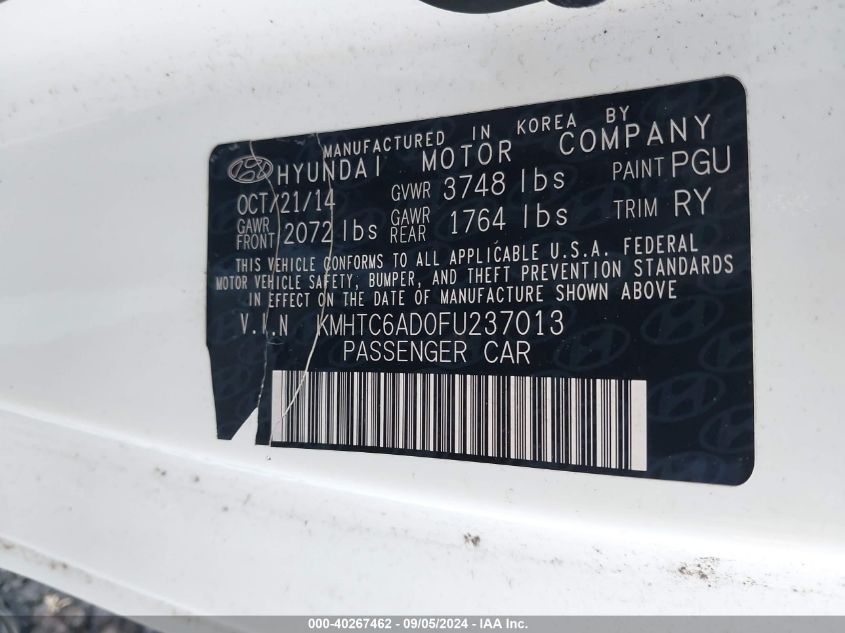 MANUFACTURED IN KOREA BY
HYUNDAI MOTOR COMPANY
OCT/21/14 GVWR 3748 lbs PAINT PGU
GAWR FRONT 2072 lbs GAWR REAR 1764 lbs TRIM RY
THIS VEHICLE CONFORMS TO ALL APPLICABLE U.S.A. FEDERAL
MOTOR VEHICLE SAFETY, BUMPER, AND THEFT PREVENTION STANDARDS
IN EFFECT ON THE DATE OF MANUFACTURE SHOWN ABOVE
V.I.N KMHTC6AD0FU237013
PASSENGER CAR
000-40267462 - 09/05/2024 - IAA Inc.